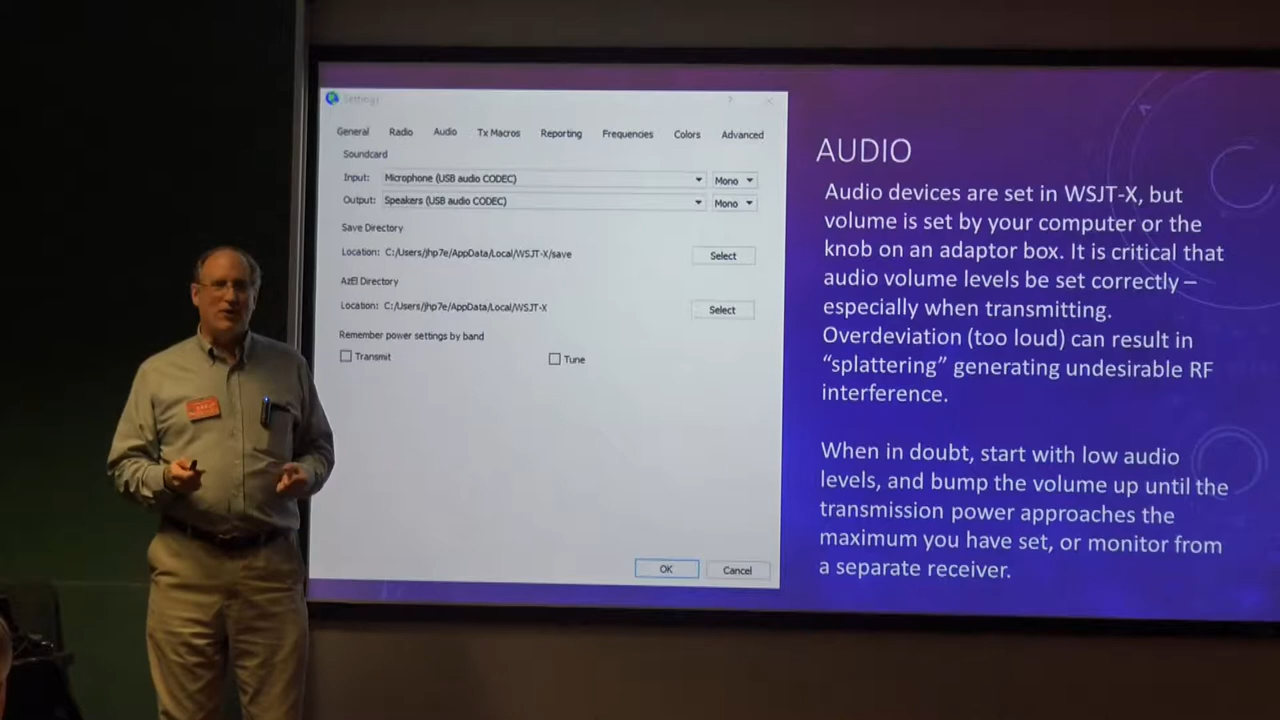 Settings
General Radio Audio Tx Macros Reporting Frequencies Colors Advanced
Soundcard
Input: Microphone (USB audio CODEC) Mono
Output: Speakers (USB audio CODEC) Mono
Save Directory
Location: C:/Users/jhp7e/AppData/Local/WSJT-X/save Select
AzEl Directory
Location: C:/Users/jhp7e/AppData/Local/WSJT-X Select
Remember power settings by band
Transmit Tune
OK Cancel
AUDIO
Audio devices are set in WSJT-X, but
volume is set by your computer or the
knob on an adaptor box. It is critical that
audio volume levels be set correctly –
especially when transmitting.
Overdeviation (too loud) can result in
“splattering” generating undesirable RF
interference.
When in doubt, start with low audio
levels, and bump the volume up until the
transmission power approaches the
maximum you have set, or monitor from
a separate receiver.